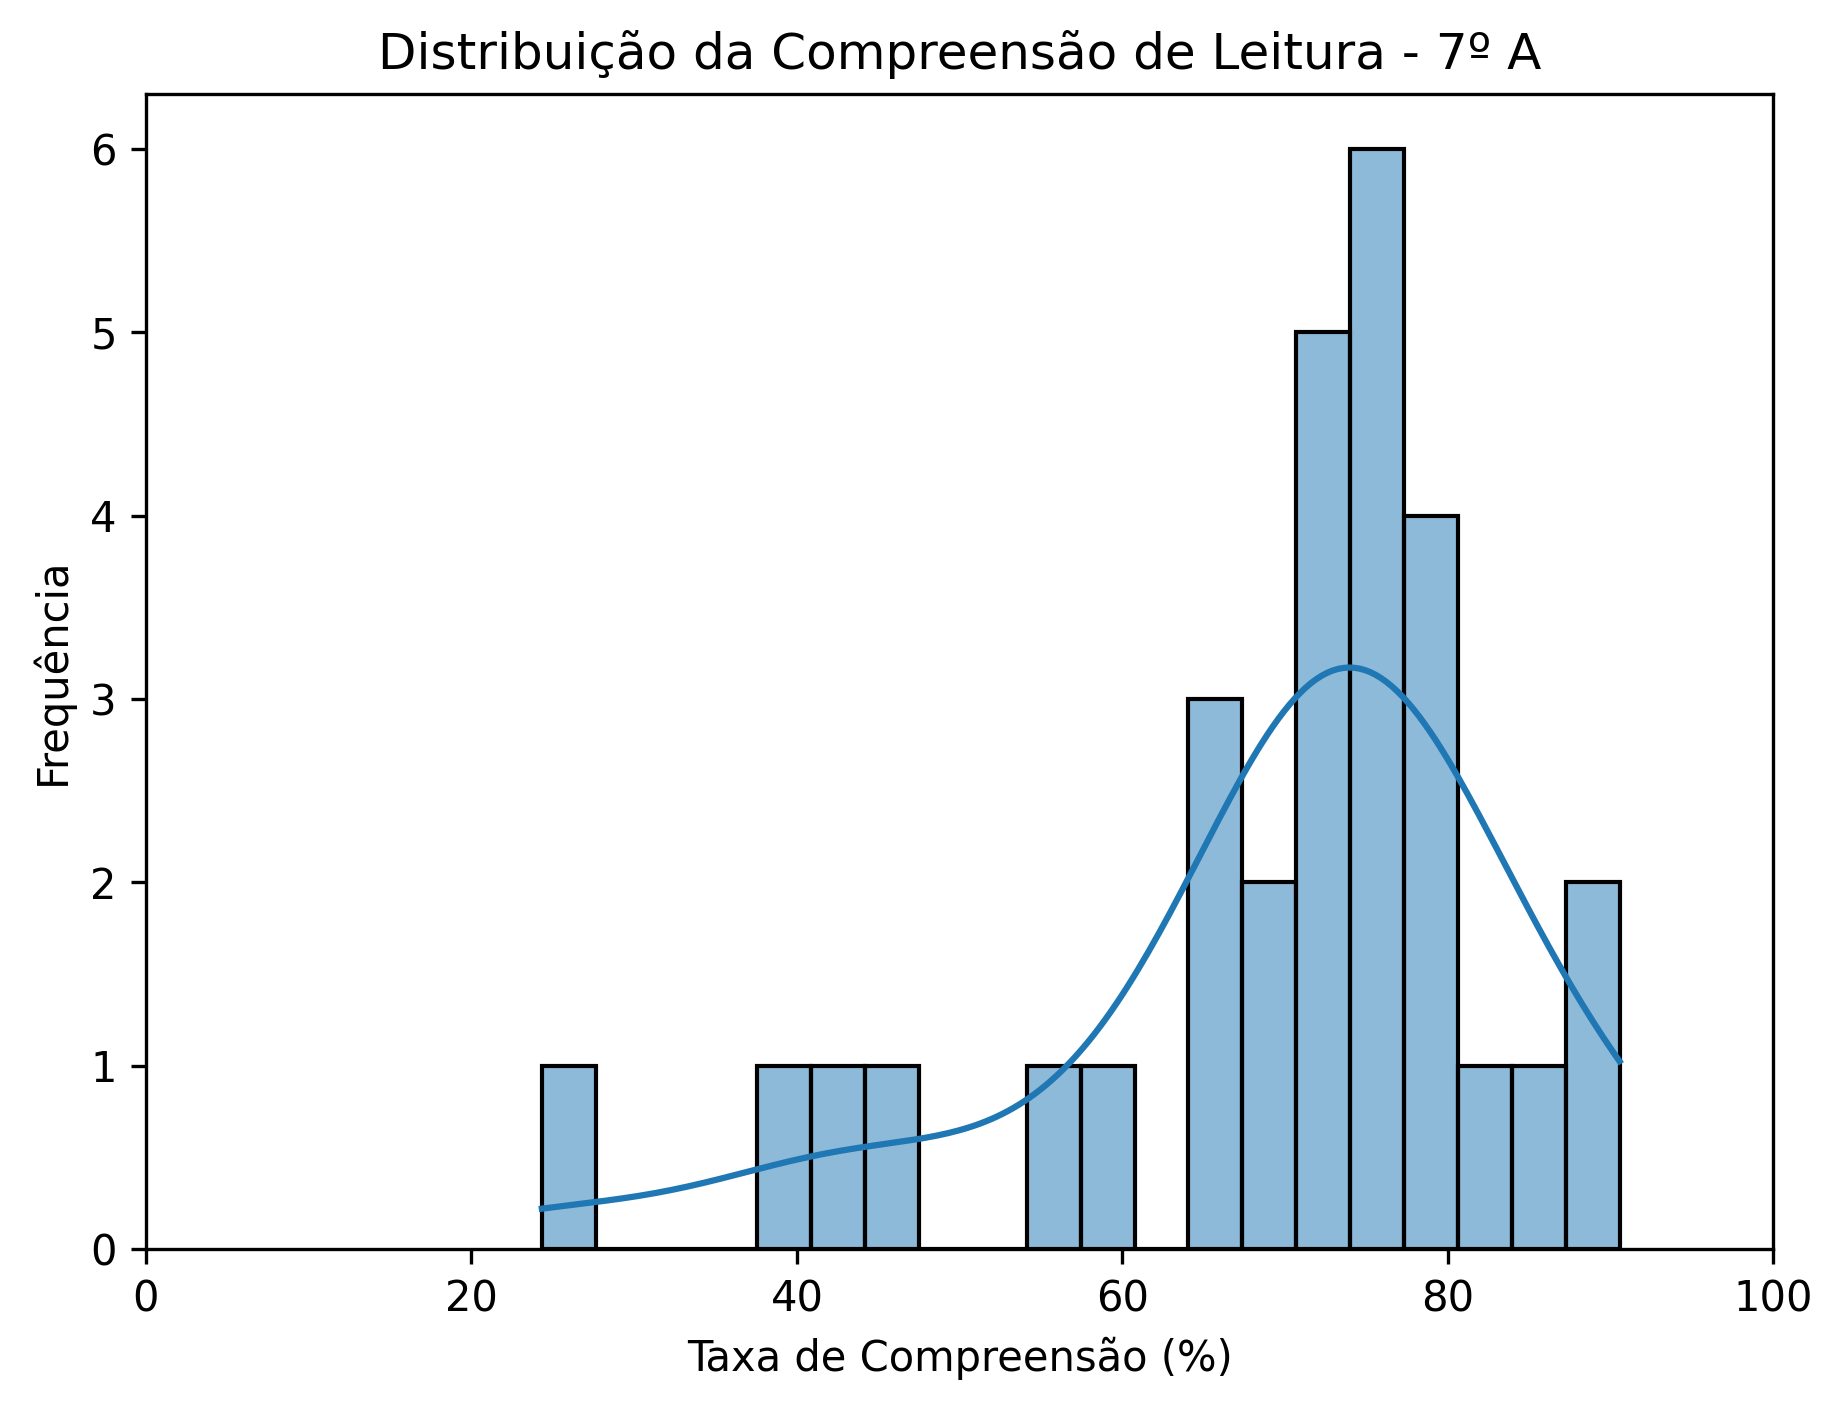 Distribuição da Compreensão de Leitura - 7º A
6
5
4
3
2
1
0
Frequência
0 20 40 60 80 100
Taxa de Compreensão (%)